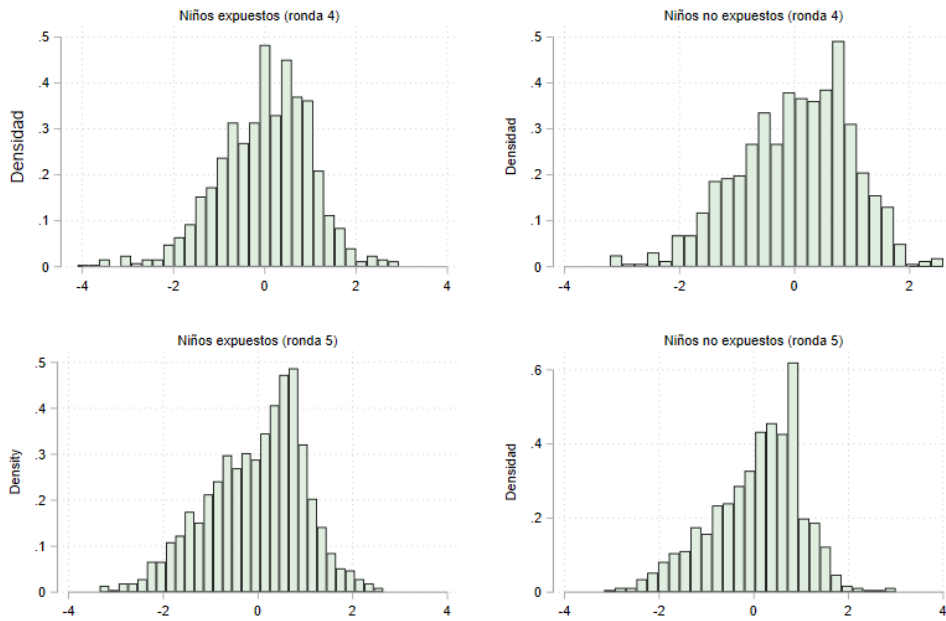 Niños expuestos (ronda 4)
Densidad
.5
.4
.3
.2
.1
0
-4 -2 0 2 4
Niños no expuestos (ronda 4)
Densidad
.5
.4
.3
.2
.1
0
-4 -2 0 2
Niños expuestos (ronda 5)
Density
.5
.4
.3
.2
.1
0
-4 -2 0 2 4
Niños no expuestos (ronda 5)
Densidad
.6
.4
.2
0
-4 -2 0 2 4